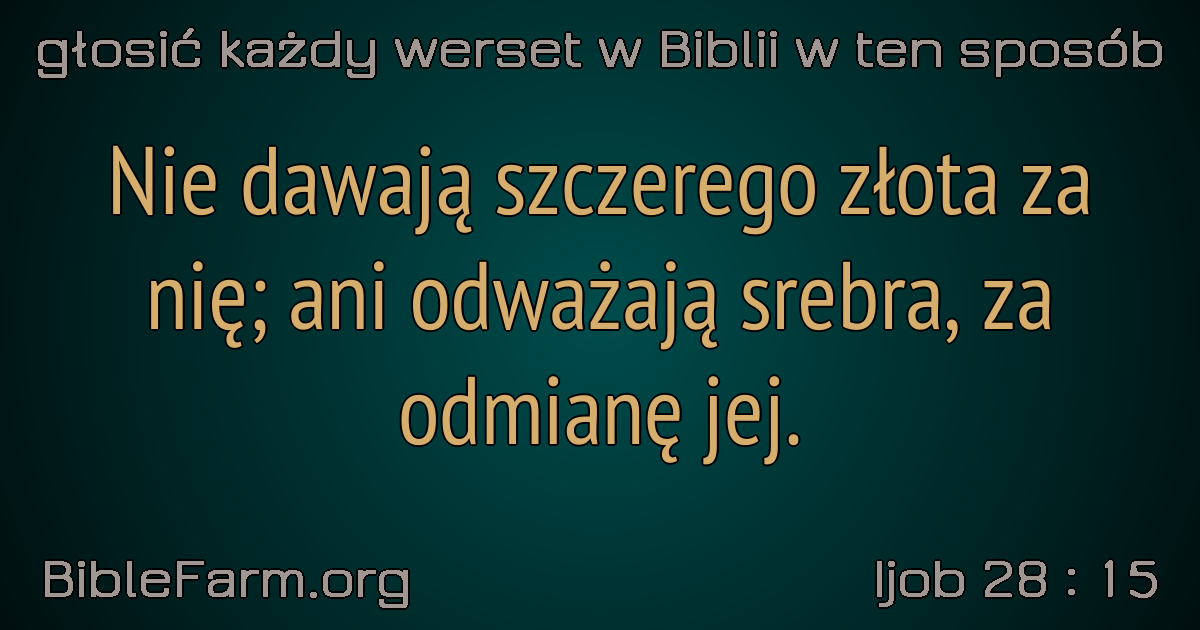 głosić każdy werset w Biblii w ten sposób
Nie dawają szczerego złota za
nię; ani odważają srebra, za
odmianę jej.
BibleFarm.org
Ijob 28 : 15